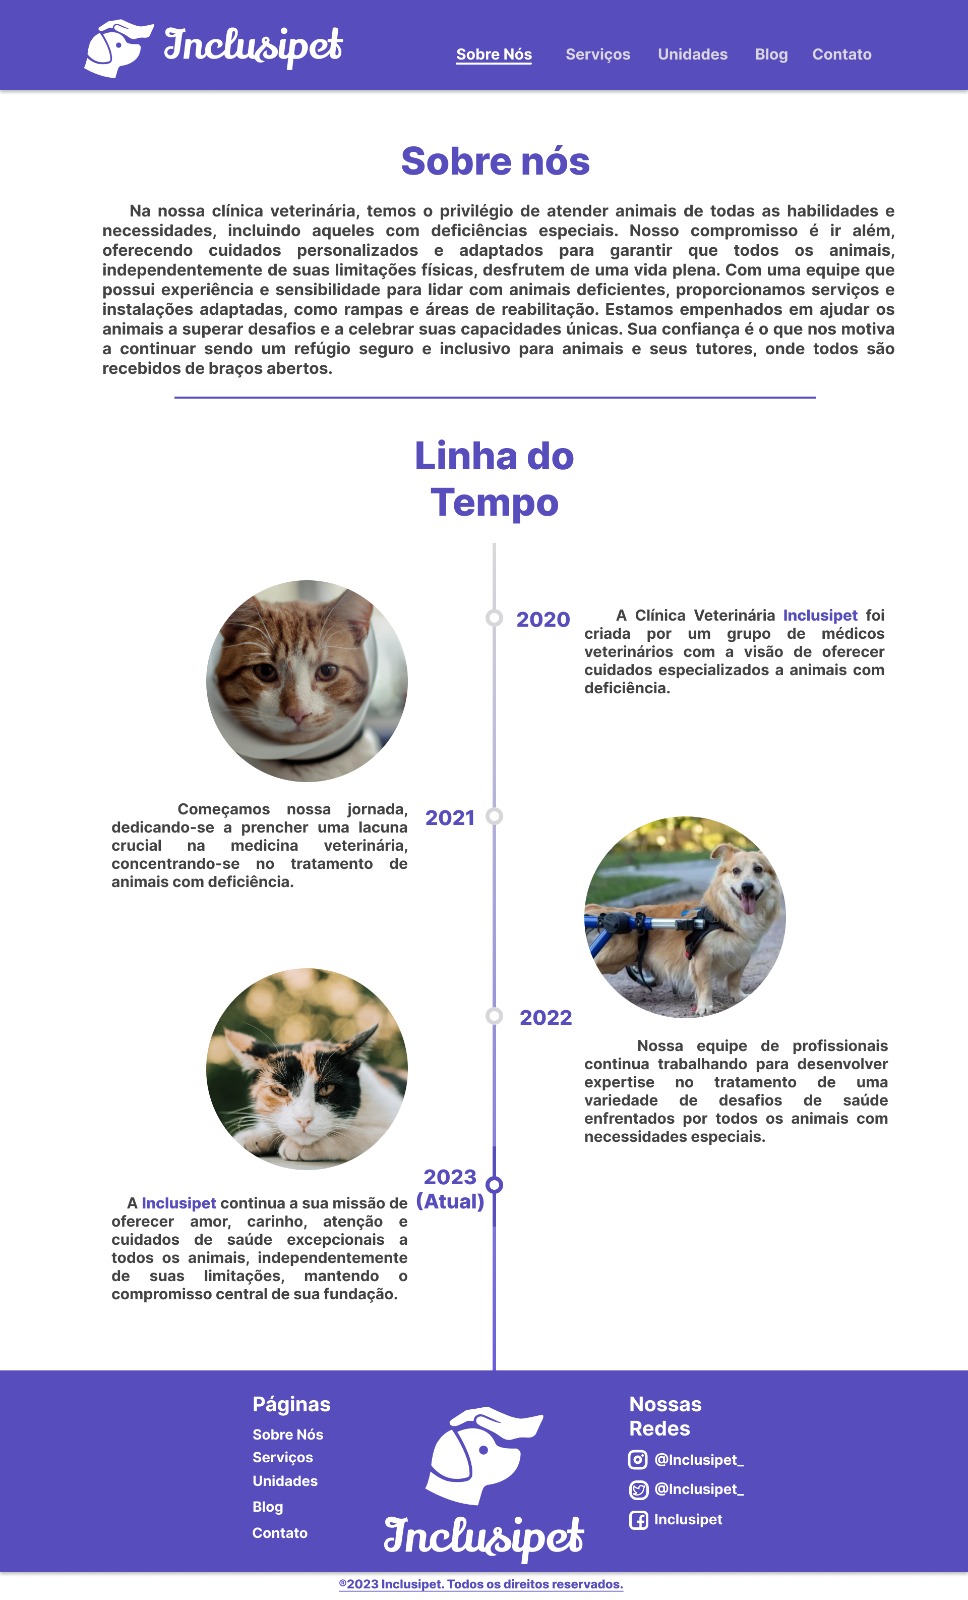 Inclusipet
Sobre Nós Serviços Unidades Blog Contato
Sobre nós
Na nossa clínica veterinária, temos o privilégio de atender animais de todas as habilidades e
necessidades, incluindo aqueles com deficiências especiais. Nosso compromisso é ir além,
oferecendo cuidados personalizados e adaptados para garantir que todos os animais,
independentemente de suas limitações físicas, desfrutem de uma vida plena. Com uma equipe que
possui experiência e sensibilidade para lidar com animais deficientes, proporcionamos serviços e
instalações adaptadas, como rampas e áreas de reabilitação. Estamos empenhados em ajudar os
animais a superar desafios e a celebrar suas capacidades únicas. Sua confiança é o que nos motiva
a continuar sendo um refúgio seguro e inclusivo para animais e seus tutores, onde todos são
recebidos de braços abertos.
Linha do
Tempo
2020
A Clínica Veterinária Inclusipet foi
criada por um grupo de médicos
veterinários com a visão de oferecer
cuidados especializados a animais com
deficiência.
2021
Começamos nossa jornada,
dedicando-se a prencher uma lacuna
crucial na medicina veterinária,
concentrando-se no tratamento de
animais com deficiência.
2022
Nossa equipe de profissionais
continua trabalhando para desenvolver
expertise no tratamento de uma
variedade de desafios de saúde
enfrentados por todos os animais com
necessidades especiais.
2023
(Atual)
A Inclusipet continua a sua missão de
oferecer amor, carinho, atenção e
cuidados de saúde excepcionais a
todos os animais, independentemente
de suas limitações, mantendo o
compromisso central de sua fundação.
Páginas
Sobre Nós
Serviços
Unidades
Blog
Contato
Inclusipet
Nossas
Redes
@Inclusipet_
@Inclusipet_
Inclusipet
®2023 Inclusipet. Todos os direitos reservados.